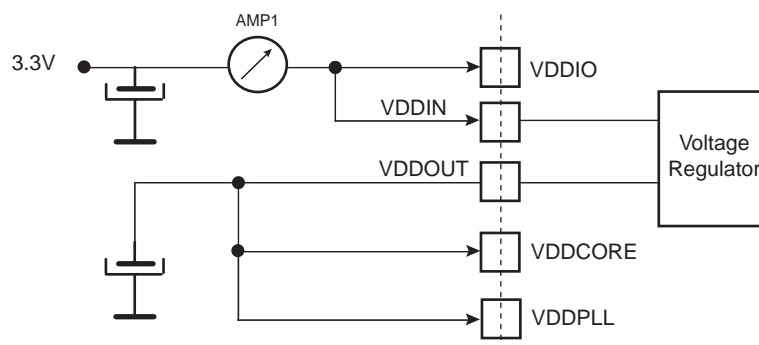 AMP1
3.3V
VDDIO
VDDIN
Voltage
Regulator
VDDOUT
VDDCORE
VDDPLL